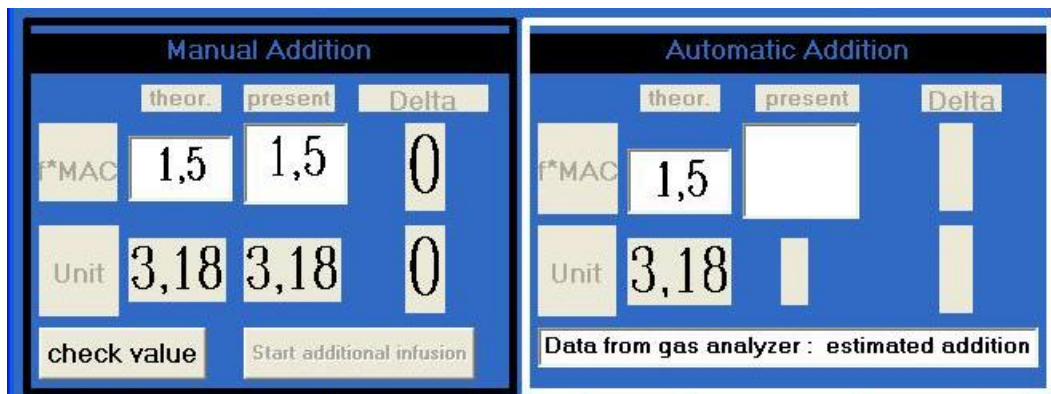 Manual Addition
theor. present Delta
f*MAC 1,5 1,5 0
Unit 3,18 3,18 0
check value Start additional infusion
Automatic Addition
theor. present Delta
f*MAC 1,5
Unit 3,18
Data from gas analyzer : estimated addition